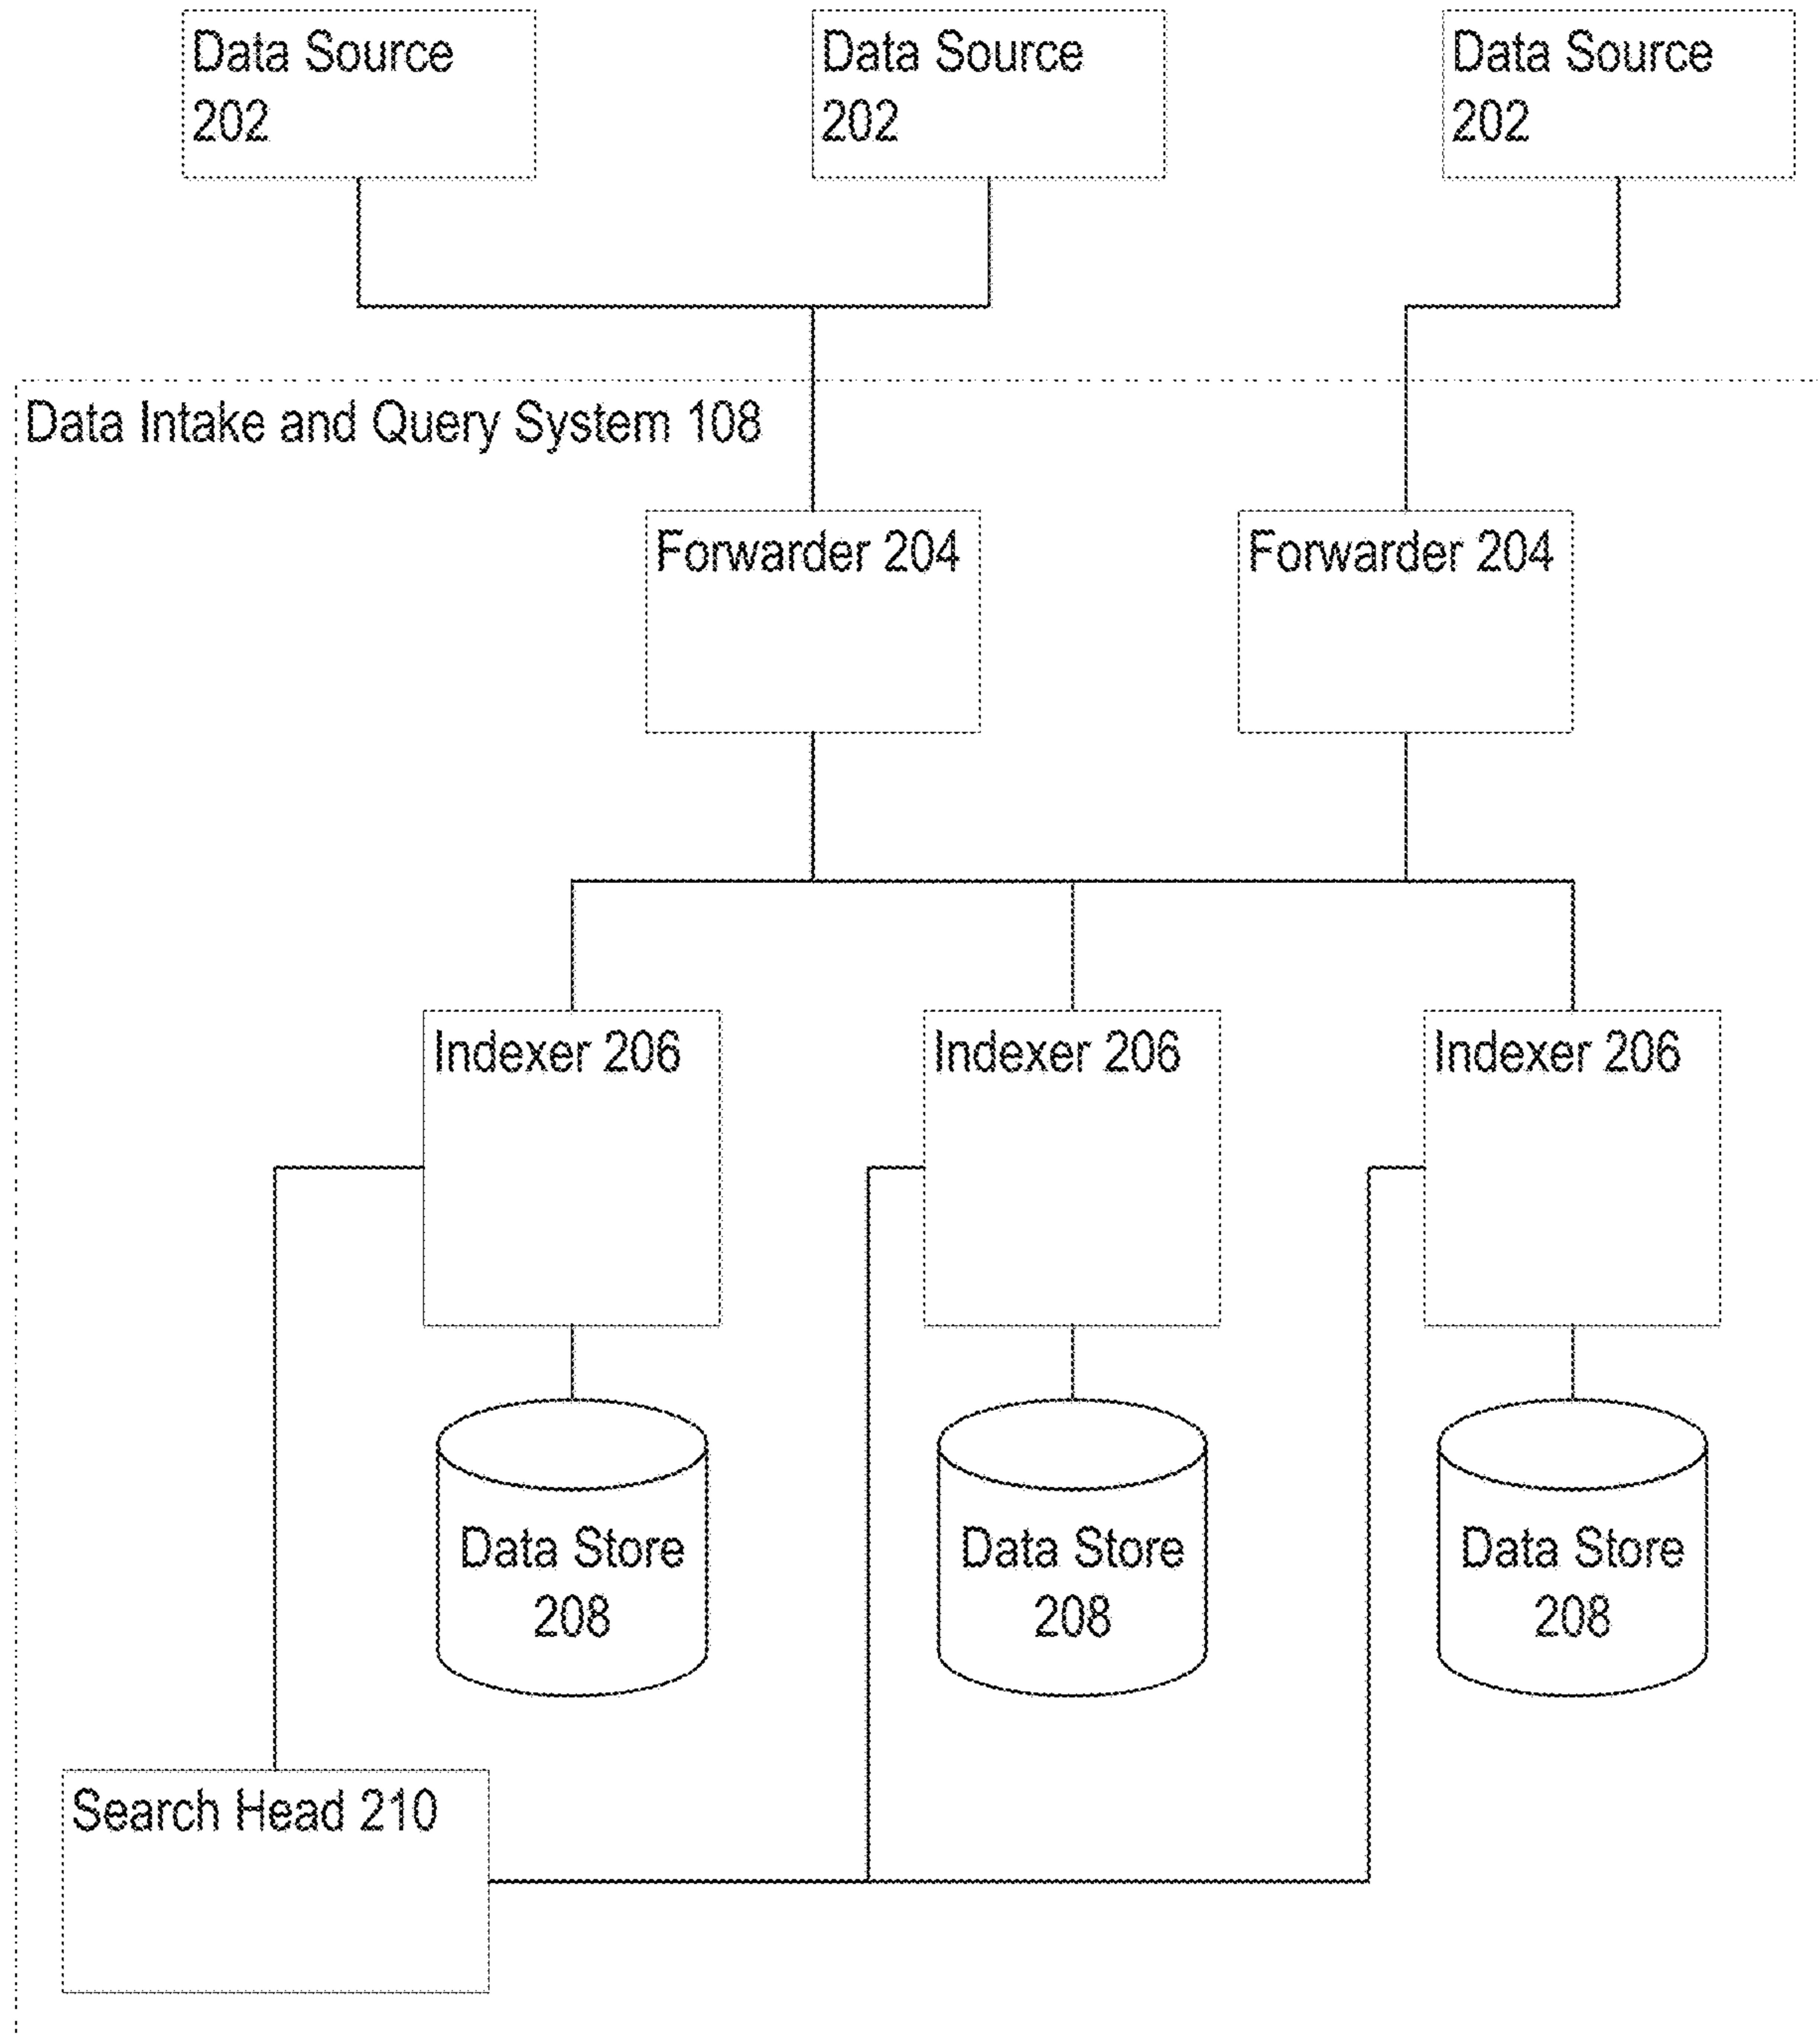 Data Source
202
Data Source
202
Data Source
202
Data Intake and Query System 108
Forwarder 204
Forwarder 204
Indexer 206
Indexer 206
Indexer 206
Data Store
208
Data Store
208
Data Store
208
Search Head 210